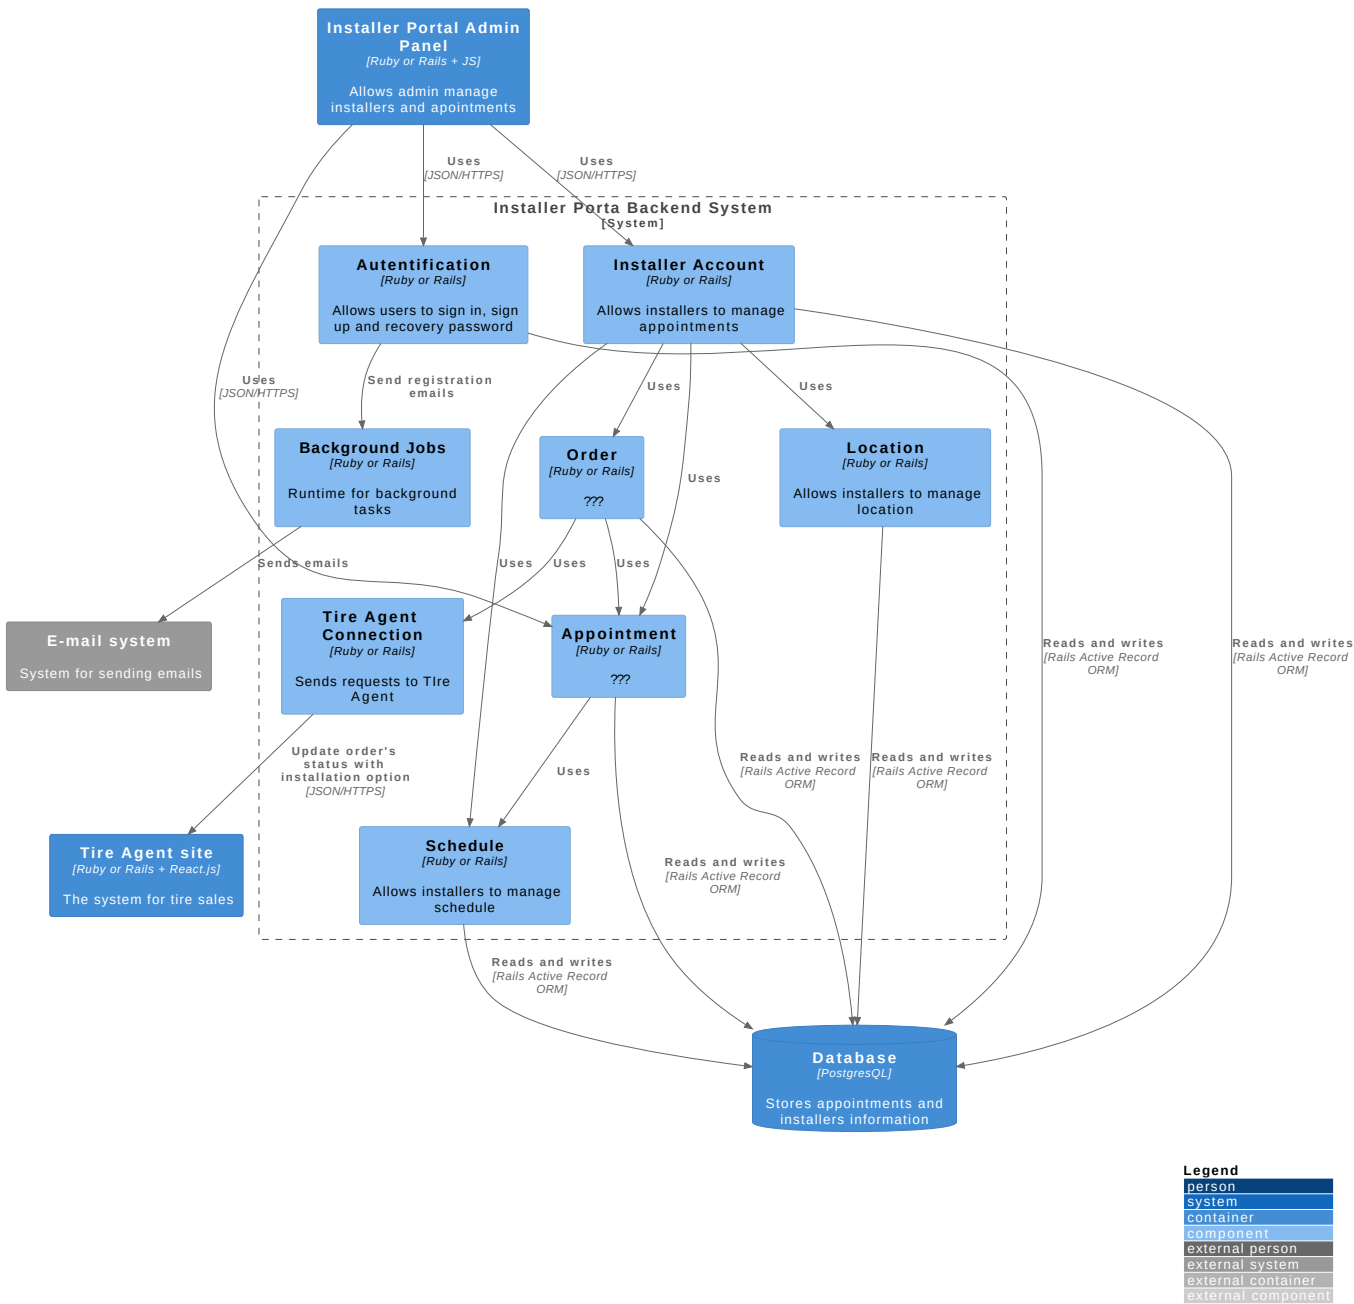 Installer Portal Admin
Panel
[Ruby or Rails + JS]
Allows admin manage
installers and apointments
Uses
[JSON/HTTPS]
Uses
[JSON/HTTPS]
Installer Porta Backend System
[System]
Autentification
[Ruby or Rails]
Allows users to sign in, sign
up and recovery password
Installer Account
[Ruby or Rails]
Allows installers to manage
appointments
Uses
[JSON/HTTPS]
Send registration
emails
Uses
Uses
Background Jobs
[Ruby or Rails]
Runtime for background
tasks
Order
[Ruby or Rails]
???
Uses
Location
[Ruby or Rails]
Allows installers to manage
location
Sends emails
Uses
Uses
Uses
E-mail system
System for sending emails
Tire Agent
Connection
[Ruby or Rails]
Sends requests to TIre
Agent
Appointment
[Ruby or Rails]
???
Reads and writes
[Rails Active Record
ORM]
Reads and writes
[Rails Active Record
ORM]
Update order's
status with
installation option
[JSON/HTTPS]
Uses
Reads and writes
[Rails Active Record
ORM]
Reads and writes
[Rails Active Record
ORM]
Tire Agent site
[Ruby or Rails + React.js]
The system for tire sales
Schedule
[Ruby or Rails]
Allows installers to manage
schedule
Reads and writes
[Rails Active Record
ORM]
Reads and writes
[Rails Active Record
ORM]
Database
[PostgresQL]
Stores appointments and
installers information
Legend
person
system
container
component
external person
external system
external container
external component